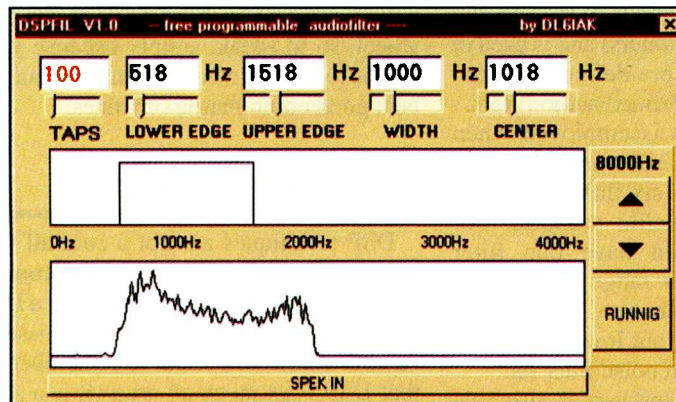 DSPFIL V1.0 -- free programmable audiofilter ---- by DL6IAK
100 518 Hz 1518 Hz 1000 Hz 1018 Hz
TAPS LOWER EDGE UPPER EDGE WIDTH CENTER
8000Hz
0Hz 1000Hz 2000Hz 3000Hz 4000Hz
RUNNIG
SPEK IN